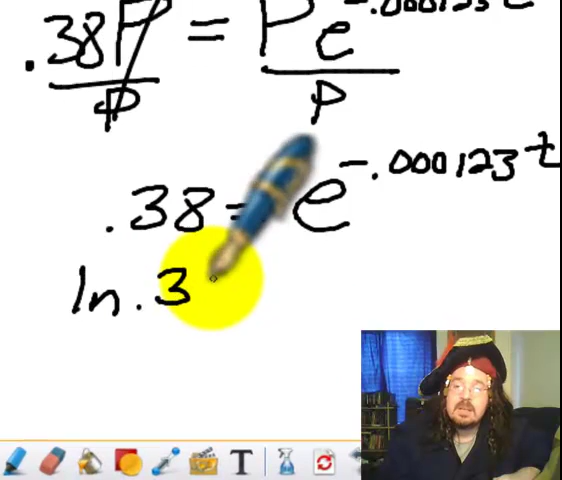 .38P = Pe^-.000123t
P P
.38 = e^-.000123t
ln .3
T